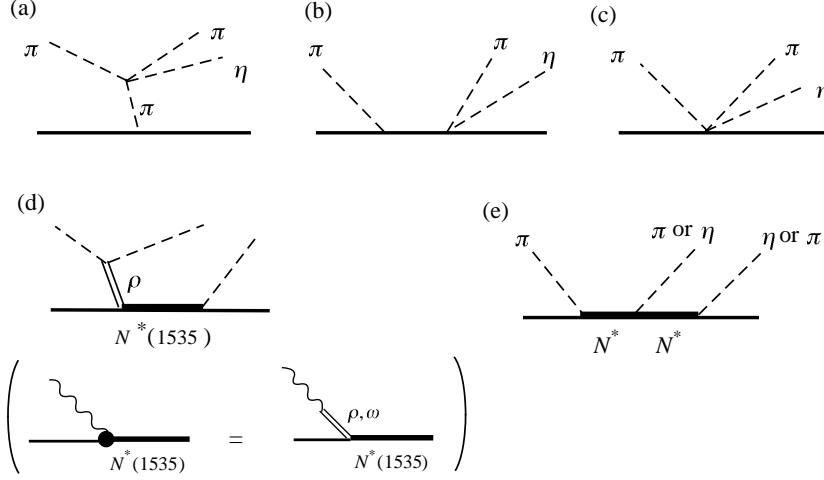 (a)
π
π
η
π
(b)
π
π
η
(c)
π
π
(d)
ρ
N*(1535)
(e)
π
π or η
η or π
N* N*
ρ, ω
=
N*(1535)
N*(1535)